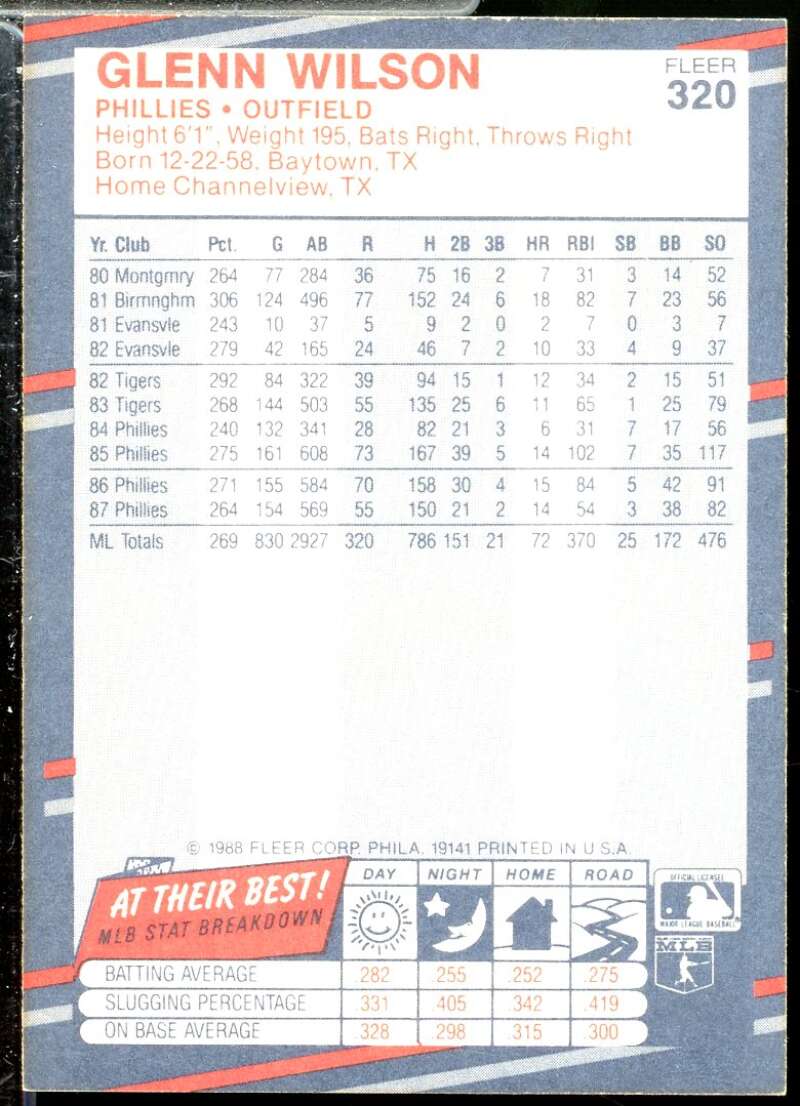 GLENN WILSON
FLEER
320
PHILLIES • OUTFIELD
Height 6'1", Weight 195, Bats Right, Throws Right
Born 12-22-58, Baytown, TX
Home Channelview, TX
Yr. Club Pct. G AB R H 2B 3B HR RBI SB BB SO
80 Montgmry 264 77 284 36 75 16 2 7 31 3 14 52
81 Birmnghm 306 124 496 77 152 24 6 18 82 7 23 56
81 Evansvle 243 10 37 5 9 2 0 2 7 0 3 7
82 Evansvle 279 42 165 24 46 7 2 10 33 4 9 37
82 Tigers 292 84 322 39 94 15 1 12 34 2 15 51
83 Tigers 268 144 503 55 135 25 6 11 65 1 25 79
84 Phillies 240 132 341 28 82 21 3 6 31 7 17 56
85 Phillies 275 161 608 73 167 39 5 14 102 7 35 117
86 Phillies 271 155 584 70 158 30 4 15 84 5 42 91
87 Phillies 264 154 569 55 150 21 2 14 54 3 38 82
ML Totals 269 830 2927 320 786 151 21 72 370 25 172 476
© 1988 FLEER CORP. PHILA. 19141 PRINTED IN U.S.A.
AT THEIR BEST!
MLB STAT BREAKDOWN
DAY NIGHT HOME ROAD
BATTING AVERAGE .282 .255 .252 .275
SLUGGING PERCENTAGE .331 .405 .342 .419
ON BASE AVERAGE .328 .298 .315 .300
OFFICIAL LICENSEE
MAJOR LEAGUE BASEBALL
MLB